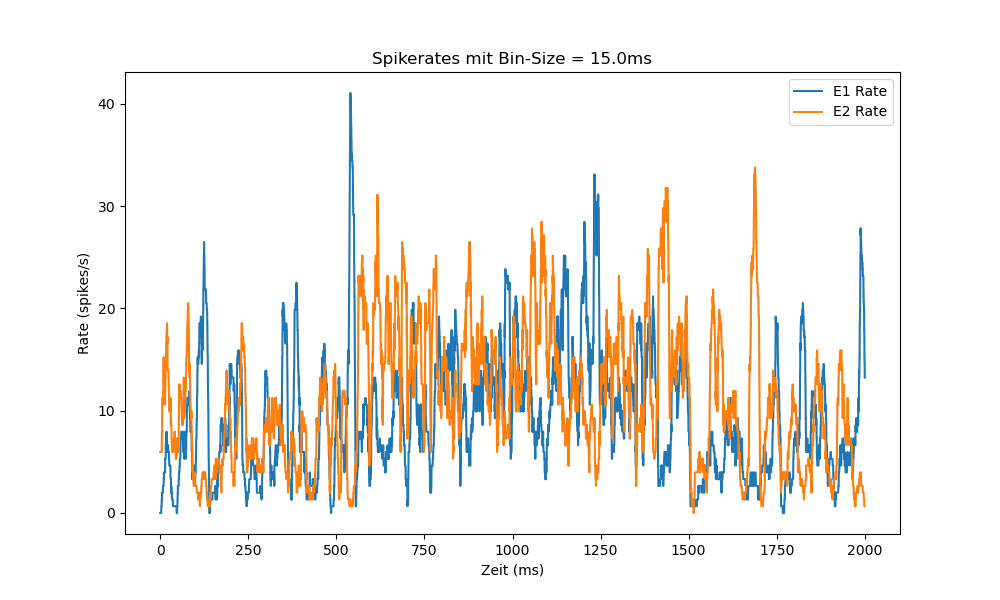 Spikerates mit Bin-Size = 15.0ms
E1 Rate
E2 Rate
40
30
20
10
0
Rate (spikes/s)
0 250 500 750 1000 1250 1500 1750 2000
Zeit (ms)